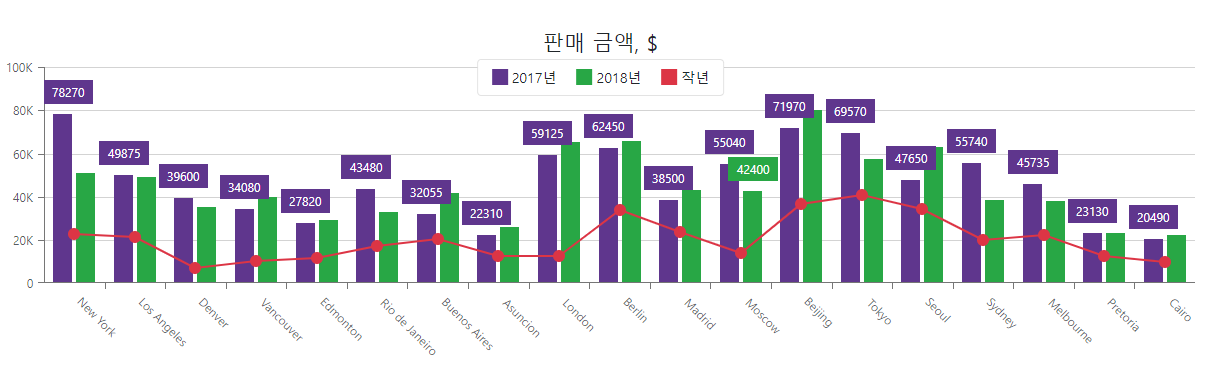 판매 금액, $
2017년 2018년 작년
100K
80K
60K
40K
20K
0
78270
49875
39600
34080
27820
43480
32055
22310
59125
62450
38500
55040
42400
71970
69570
47650
55740
45735
23130
20490
New York
Los Angeles
Denver
Vancouver
Edmonton
Rio de Janeiro
Buenos Aires
Asuncion
London
Berlin
Madrid
Moscow
Beijing
Tokyo
Seoul
Sydney
Melbourne
Pretoria
Cairo